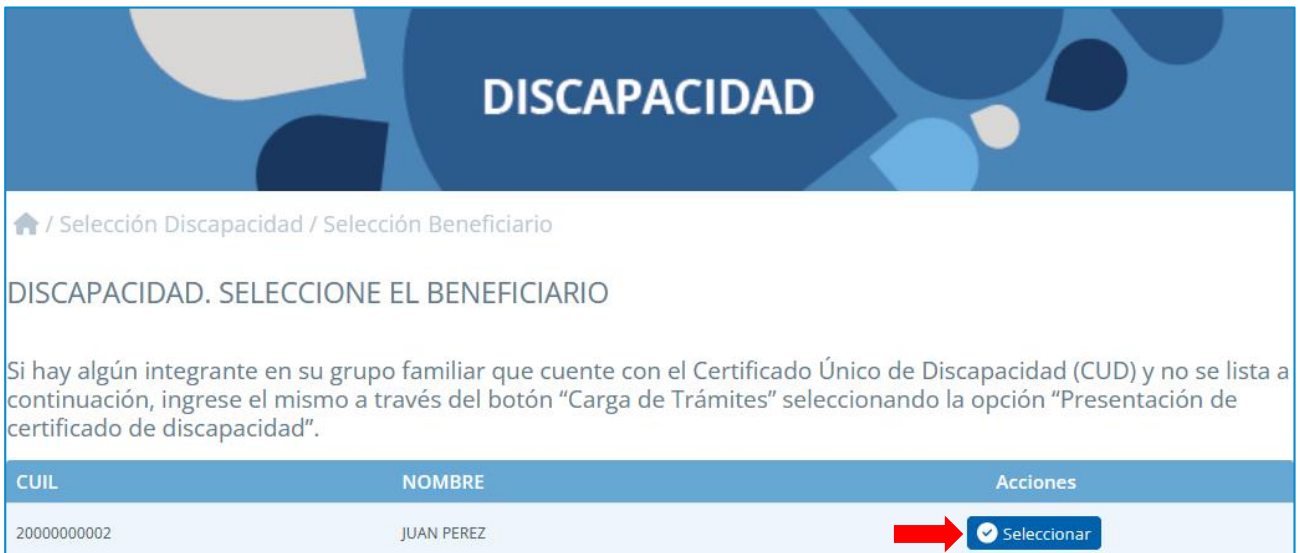 DISCAPACIDAD
/ Selección Discapacidad / Selección Beneficiario
DISCAPACIDAD. SELECCIONE EL BENEFICIARIO
Si hay algún integrante en su grupo familiar que cuente con el Certificado Único de Discapacidad (CUD) y no se lista a
continuación, ingrese el mismo a través del botón “Carga de Trámites” seleccionando la opción “Presentación de
certificado de discapacidad”.
CUIL NOMBRE Acciones
20000000002 JUAN PEREZ Seleccionar